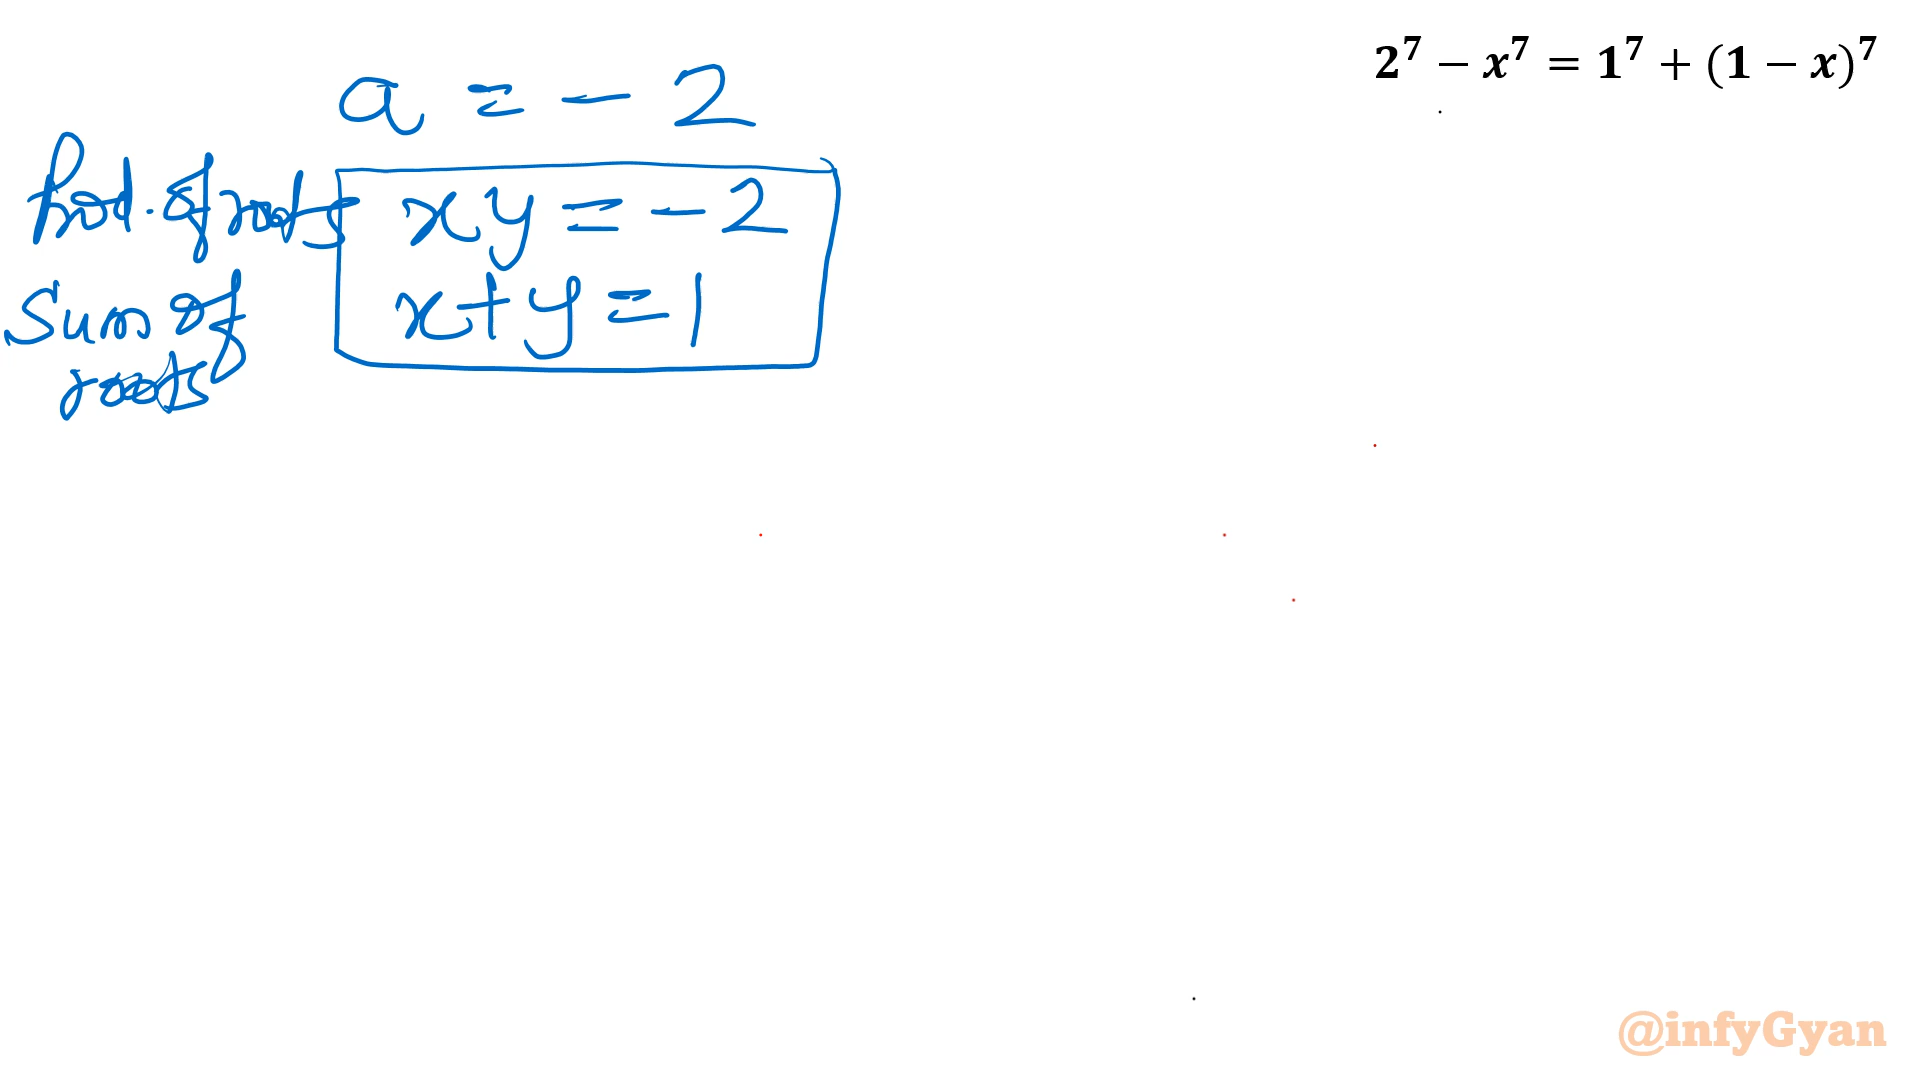 2⁷ − x⁷ = 1⁷ + (1 − x)⁷
a = − 2
Prod. of roots xy = − 2
Sum of roots x + y = 1
@infyGyan